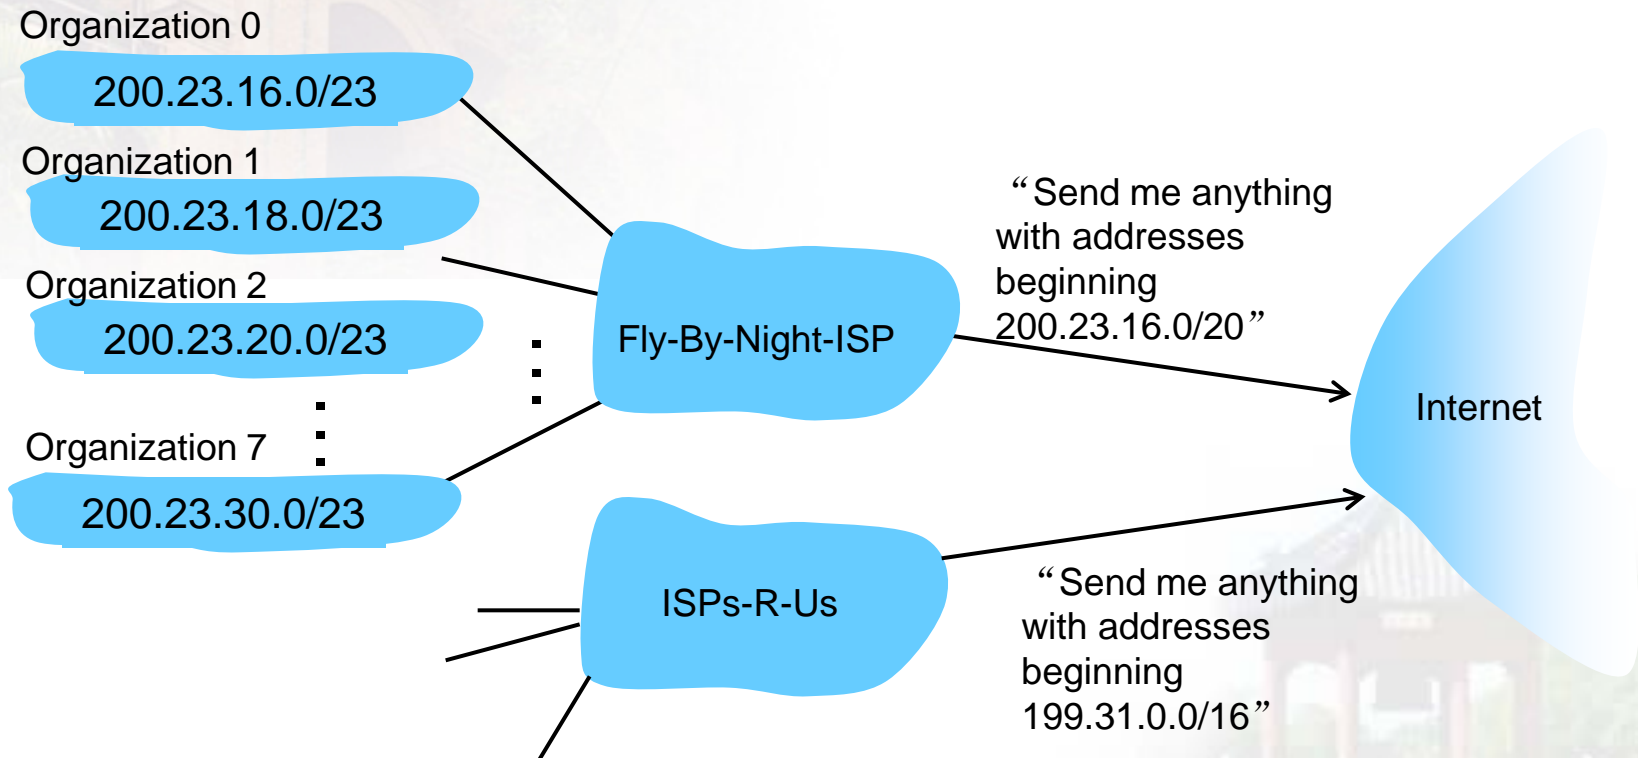 Organization 0
200.23.16.0/23
Organization 1
200.23.18.0/23
Organization 2
200.23.20.0/23
Organization 7
200.23.30.0/23
Fly-By-Night-ISP
“Send me anything
with addresses
beginning
200.23.16.0/20”
Internet
ISPs-R-Us
“Send me anything
with addresses
beginning
199.31.0.0/16”